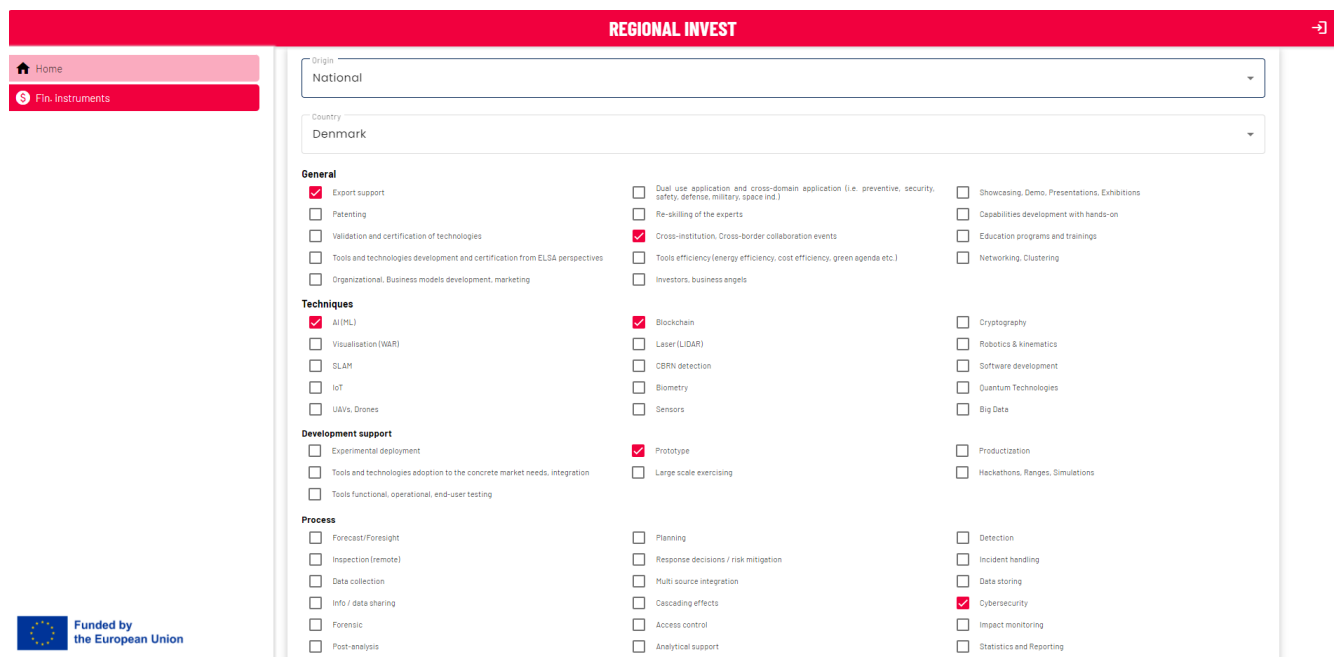 REGIONAL INVEST
Home
$ Fin. instruments
Origin
National
Country
Denmark
General
Export support
Dual use application and cross-domain application (i.e. preventive, security,
safety, defense, military, space ind.)
Showcasing, Demo, Presentations, Exhibitions
Patenting
Re-skilling of the experts
Capabilities development with hands-on
Validation and certification of technologies
Cross-institution, Cross-border collaboration events
Education programs and trainings
Tools and technologies development and certification from ELSA perspectives
Tools efficiency (energy efficiency, cost efficiency, green agenda etc.)
Networking, Clustering
Organizational, Business models development, marketing
Investors, business angels
Techniques
AI (ML)
Blockchain
Cryptography
Visualisation (WAR)
Laser (LIDAR)
Robotics & kinematics
SLAM
CBRN detection
Software development
IoT
Biometry
Quantum Technologies
UAVs, Drones
Sensors
Big Data
Development support
Experimental deployment
Prototype
Productization
Tools and technologies adoption to the concrete market needs, integration
Large scale exercising
Hackathons, Ranges, Simulations
Tools functional, operational, end-user testing
Process
Forecast/Foresight
Planning
Detection
Inspection (remote)
Response decisions / risk mitigation
Incident handling
Data collection
Multi source integration
Data storing
Info / data sharing
Cascading effects
Cybersecurity
Forensic
Access control
Impact monitoring
Post-analysis
Analytical support
Statistics and Reporting
Funded by
the European Union